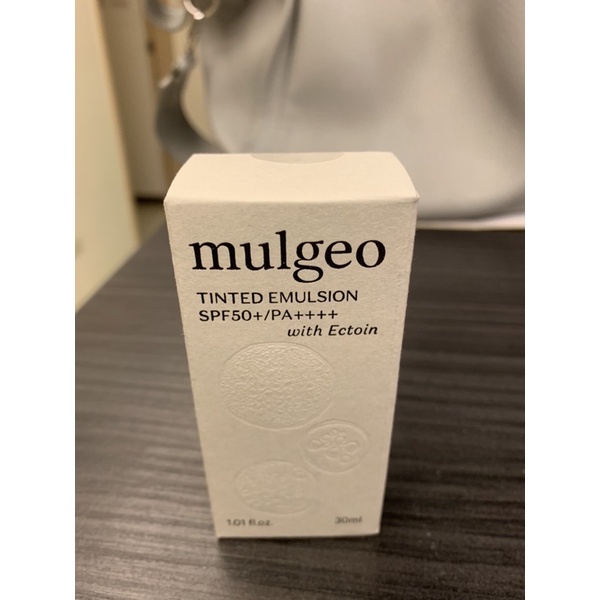 mulgeo
TINTED EMULSION
SPF50+/PA++++
with Ectoin
1.01 fl.oz.
30ml